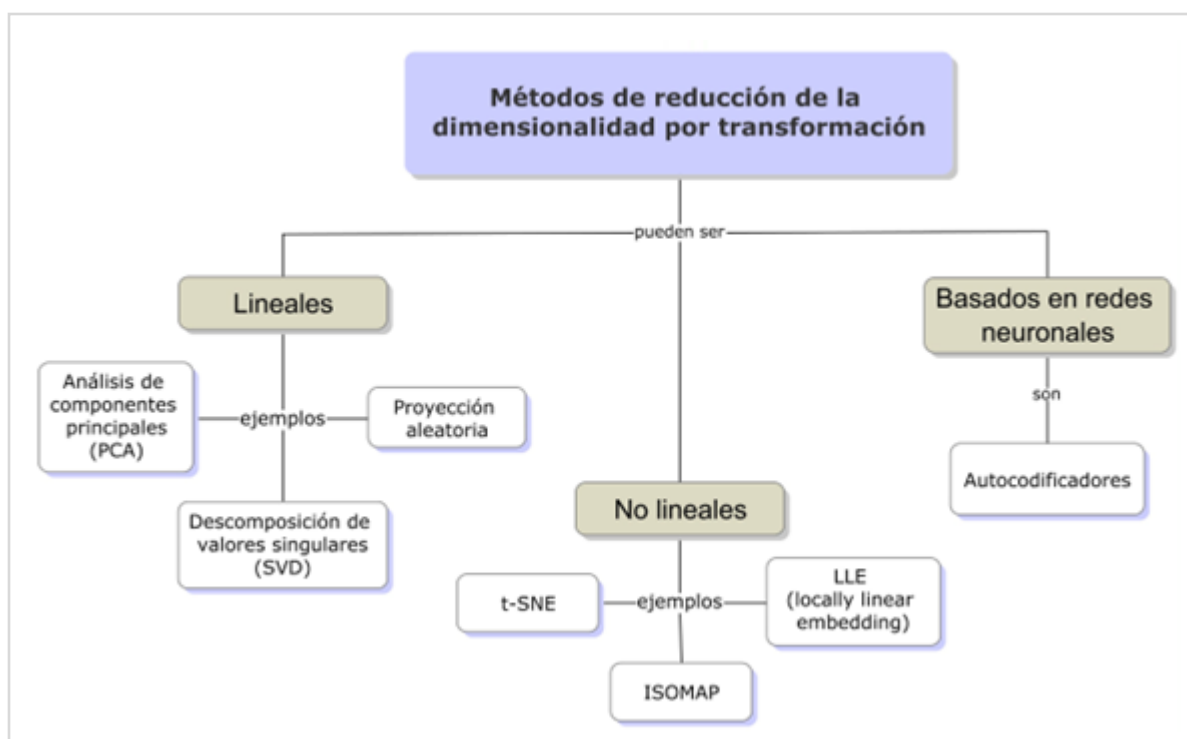 Métodos de reducción de la
dimensionalidad por transformación
pueden ser
Lineales
ejemplos
Análisis de
componentes
principales
(PCA)
Proyección
aleatoria
Descomposición de
valores singulares
(SVD)
No lineales
ejemplos
t-SNE
LLE
(locally linear
embedding)
ISOMAP
Basados en redes
neuronales
son
Autocodificadores